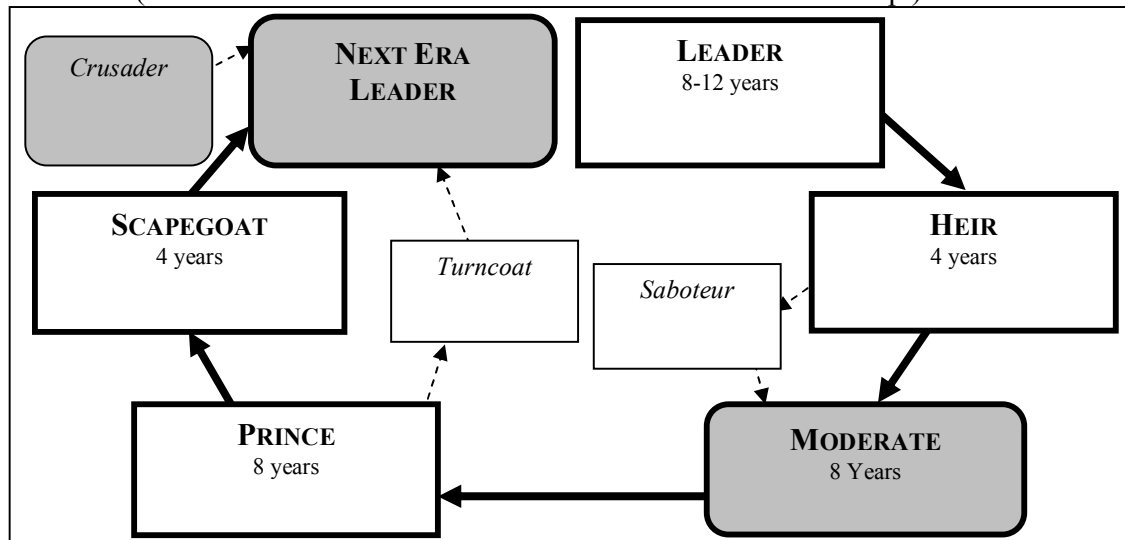 Crusader
NEXT ERA
LEADER
LEADER
8-12 years
SCAPEGOAT
4 years
Turncoat
Saboteur
HEIR
4 years
PRINCE
8 years
MODERATE
8 Years